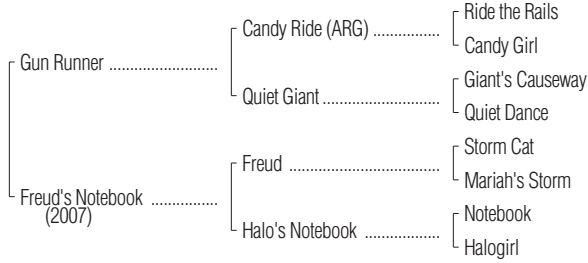 Ride the Rails
Candy Ride (ARG) ................
Candy Girl
Gun Runner ..........................
Giant's Causeway
Quiet Giant ............................
Quiet Dance
Storm Cat
Freud ....................................
Mariah's Storm
Freud's Notebook ................
(2007)
Notebook
Halo's Notebook ..................
Halogirl